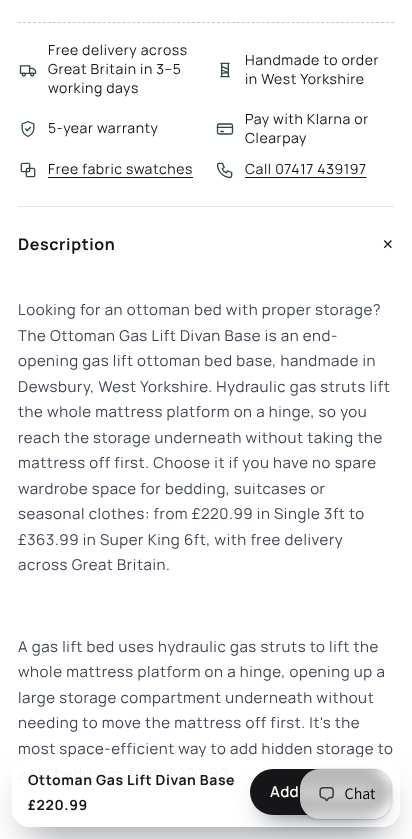 Free delivery across
Great Britain in 3–5
working days
Handmade to order
in West Yorkshire
5-year warranty
Pay with Klarna or
Clearpay
Free fabric swatches
Call 07417 439197
Description
Looking for an ottoman bed with proper storage?
The Ottoman Gas Lift Divan Base is an end-
opening gas lift ottoman bed base, handmade in
Dewsbury, West Yorkshire. Hydraulic gas struts lift
the whole mattress platform on a hinge, so you
reach the storage underneath without taking the
mattress off first. Choose it if you have no spare
wardrobe space for bedding, suitcases or
seasonal clothes: from £220.99 in Single 3ft to
£363.99 in Super King 6ft, with free delivery
across Great Britain.
A gas lift bed uses hydraulic gas struts to lift the
whole mattress platform on a hinge, opening up a
large storage compartment underneath without
needing to move the mattress off first. It's the
most space-efficient way to add hidden storage to
Ottoman Gas Lift Divan Base
£220.99
Add
Chat